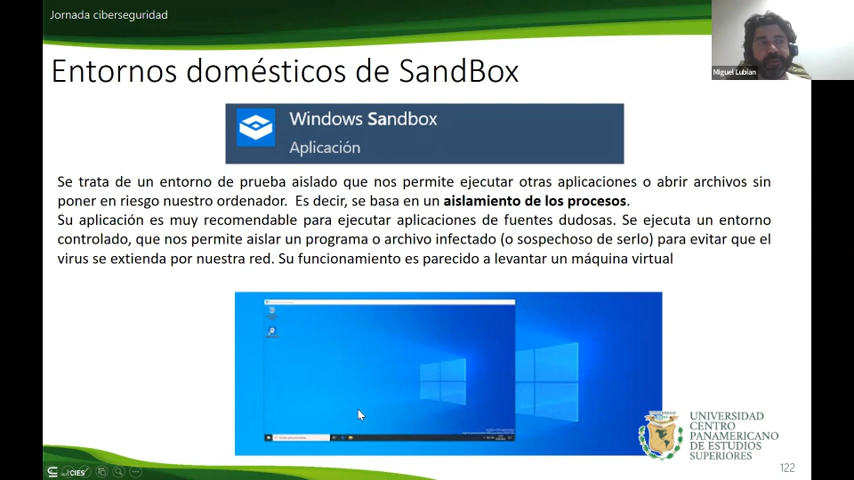 Jornada ciberseguridad
Miguel Lubian
Entornos domésticos de SandBox
Windows Sandbox
Aplicación
Se trata de un entorno de prueba aislado que nos permite ejecutar otras aplicaciones o abrir archivos sin
poner en riesgo nuestro ordenador. Es decir, se basa en un aislamiento de los procesos.
Su aplicación es muy recomendable para ejecutar aplicaciones de fuentes dudosas. Se ejecuta un entorno
controlado, que nos permite aislar un programa o archivo infectado (o sospechoso de serlo) para evitar que el
virus se extienda por nuestra red. Su funcionamiento es parecido a levantar un máquina virtual
UNIVERSIDAD
CENTRO
PANAMERICANO
DE ESTUDIOS
SUPERIORES
122